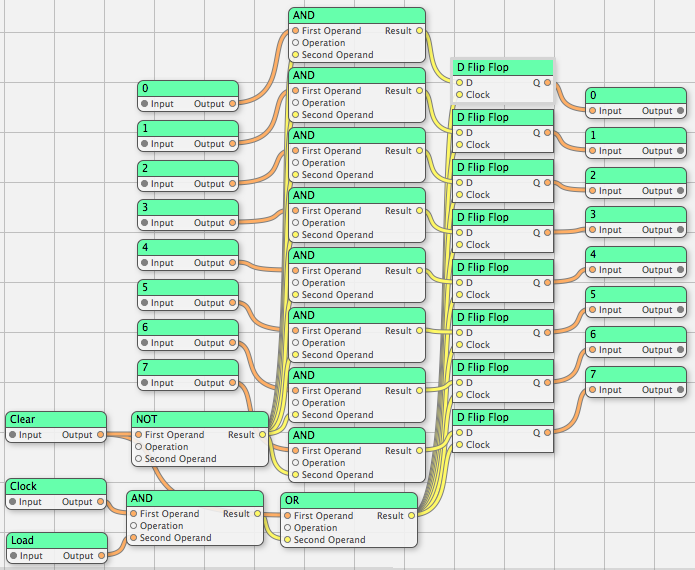 AND
First Operand Result
Operation
Second Operand
AND
First Operand Result
Operation
Second Operand
AND
First Operand Result
Operation
Second Operand
AND
First Operand Result
Operation
Second Operand
AND
First Operand Result
Operation
Second Operand
AND
First Operand Result
Operation
Second Operand
AND
First Operand Result
Operation
Second Operand
AND
First Operand Result
Operation
Second Operand
0
Input Output
1
Input Output
2
Input Output
3
Input Output
4
Input Output
5
Input Output
6
Input Output
7
Input Output
D Flip Flop
D Q
Clock
D Flip Flop
D Q
Clock
D Flip Flop
D Q
Clock
D Flip Flop
D Q
Clock
D Flip Flop
D Q
Clock
D Flip Flop
D Q
Clock
D Flip Flop
D Q
Clock
D Flip Flop
D Q
Clock
0
Input Output
1
Input Output
2
Input Output
3
Input Output
4
Input Output
5
Input Output
6
Input Output
7
Input Output
Clear
Input Output
NOT
First Operand Result
Operation
Second Operand
Clock
Input Output
AND
First Operand Result
Operation
Second Operand
OR
First Operand Result
Operation
Second Operand
Load
Input Output